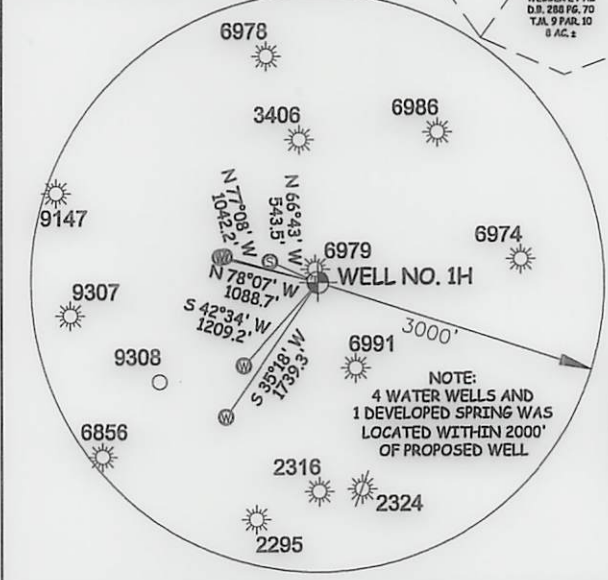 D.B. 288 PG. 70
T.M. 9 PAR. 10
8 AC.±
6978
3406
6986
9147
N 77°08' W
1042.2'
N 66°43' W
543.5'
S
6979
6974
W
WELL NO. 1H
N 78°07' W
1088.7'
9307
S 42°34' W
1209.2'
3000'
S 35°18' W
1739.3'
6991
9308
W
NOTE:
4 WATER WELLS AND
1 DEVELOPED SPRING WAS
LOCATED WITHIN 2000'
OF PROPOSED WELL
W
6856
2316
2324
2295